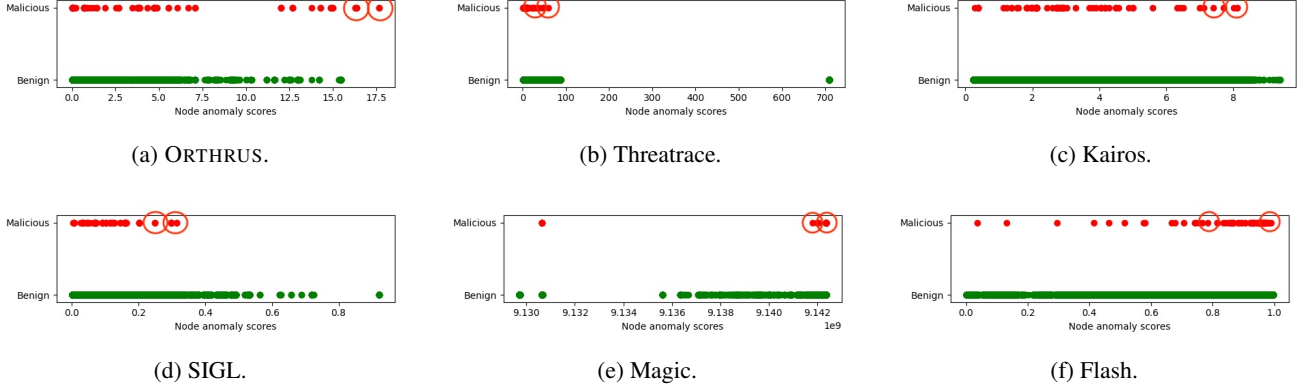 Malicious
Benign
0.0 2.5 5.0 7.5 10.0 12.5 15.0 17.5
Node anomaly scores
(a) ORTHRUS.
Malicious
Benign
0 100 200 300 400 500 600 700
Node anomaly scores
(b) Threatrace.
Malicious
Benign
0 2 4 6 8
Node anomaly scores
(c) Kairos.
Malicious
Benign
0.0 0.2 0.4 0.6 0.8
Node anomaly scores
(d) SIGL.
Malicious
Benign
9.130 9.132 9.134 9.136 9.138 9.140 9.142
1e9
Node anomaly scores
(e) Magic.
Malicious
Benign
0.0 0.2 0.4 0.6 0.8 1.0
Node anomaly scores
(f) Flash.